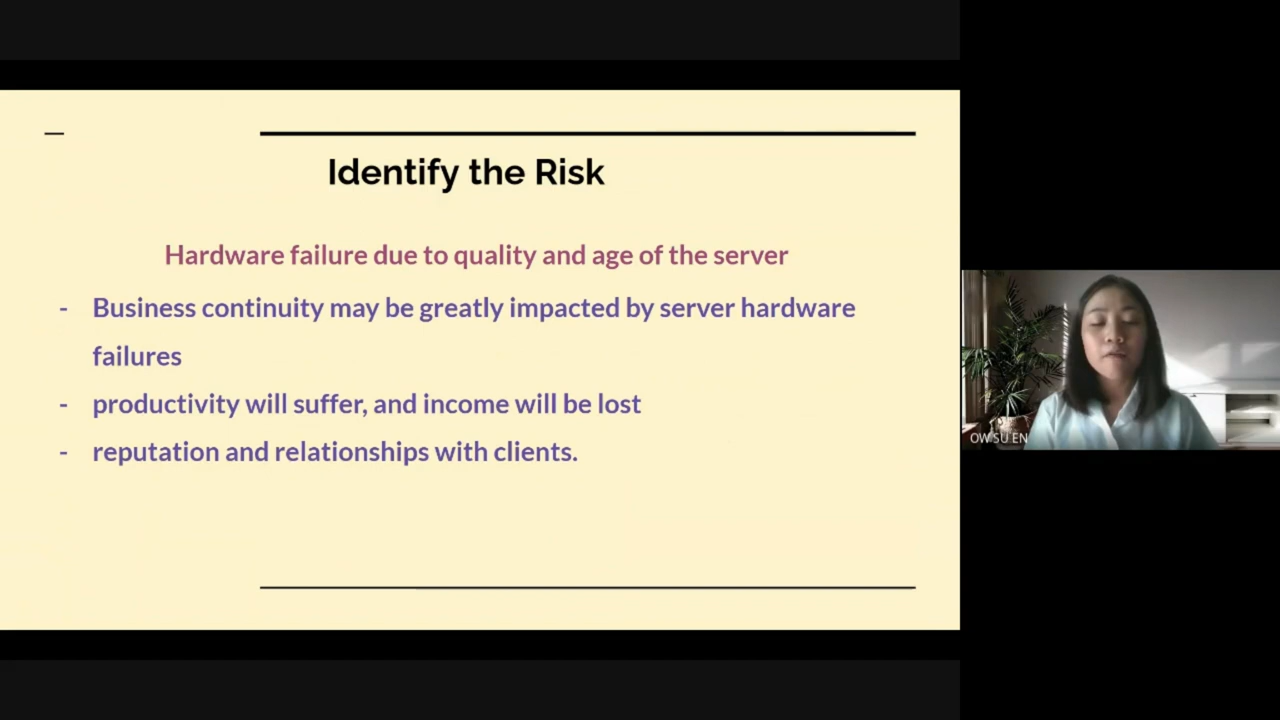 Identify the Risk
Hardware failure due to quality and age of the server
- Business continuity may be greatly impacted by server hardware
failures
- productivity will suffer, and income will be lost
- reputation and relationships with clients.
OW SU EN